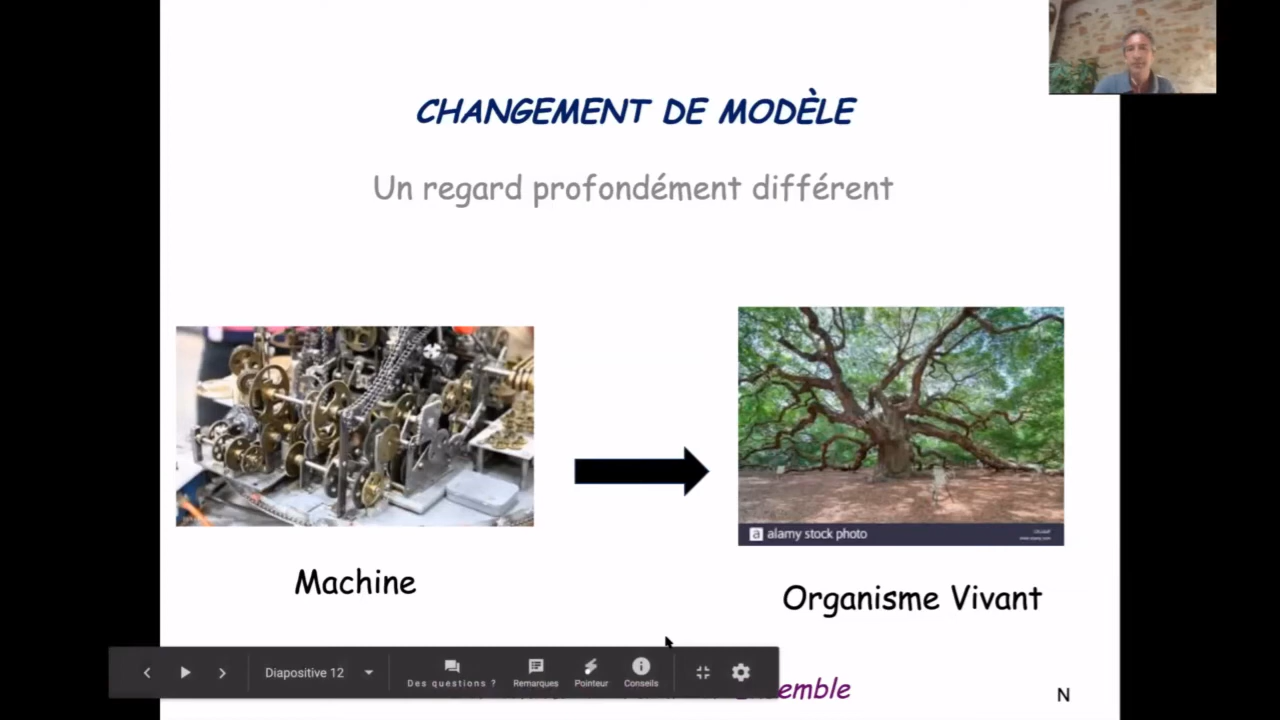 CHANGEMENT DE MODÈLE
Un regard profondément différent
a alamy stock photo
Machine
Organisme Vivant
Diapositive 12
Des questions ?
Remarques
Pointeur
Conseils
N